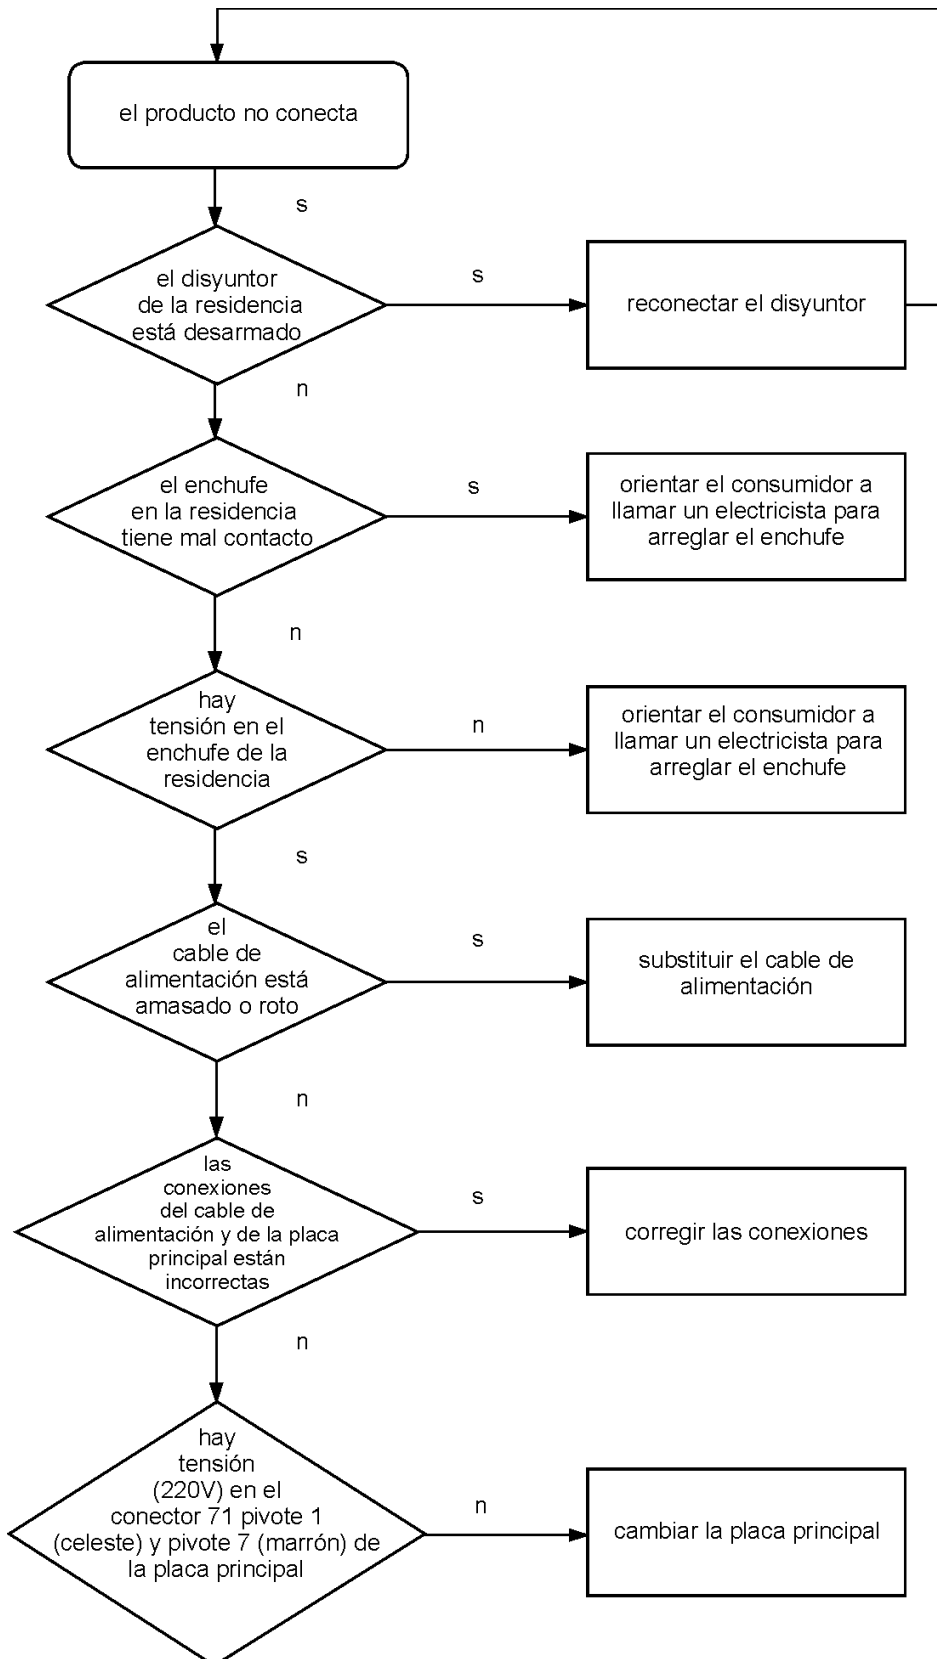 el producto no conecta
s
el disyuntor
de la residencia
está desarmado
s
reconectar el disyuntor
n
el enchufe
en la residencia
tiene mal contacto
s
orientar el consumidor a
llamar un electricista para
arreglar el enchufe
n
hay
tensión en el
enchufe de la
residencia
n
orientar el consumidor a
llamar un electricista para
arreglar el enchufe
s
el
cable de
alimentación está
amasado o roto
s
substituir el cable de
alimentación
n
las
conexiones
del cable de
alimentación y de la placa
principal están
incorrectas
s
corregir las conexiones
n
hay
tensión
(220V) en el
conector 71 pivote 1
(celeste) y pivote 7 (marrón) de
la placa principal
n
cambiar la placa principal